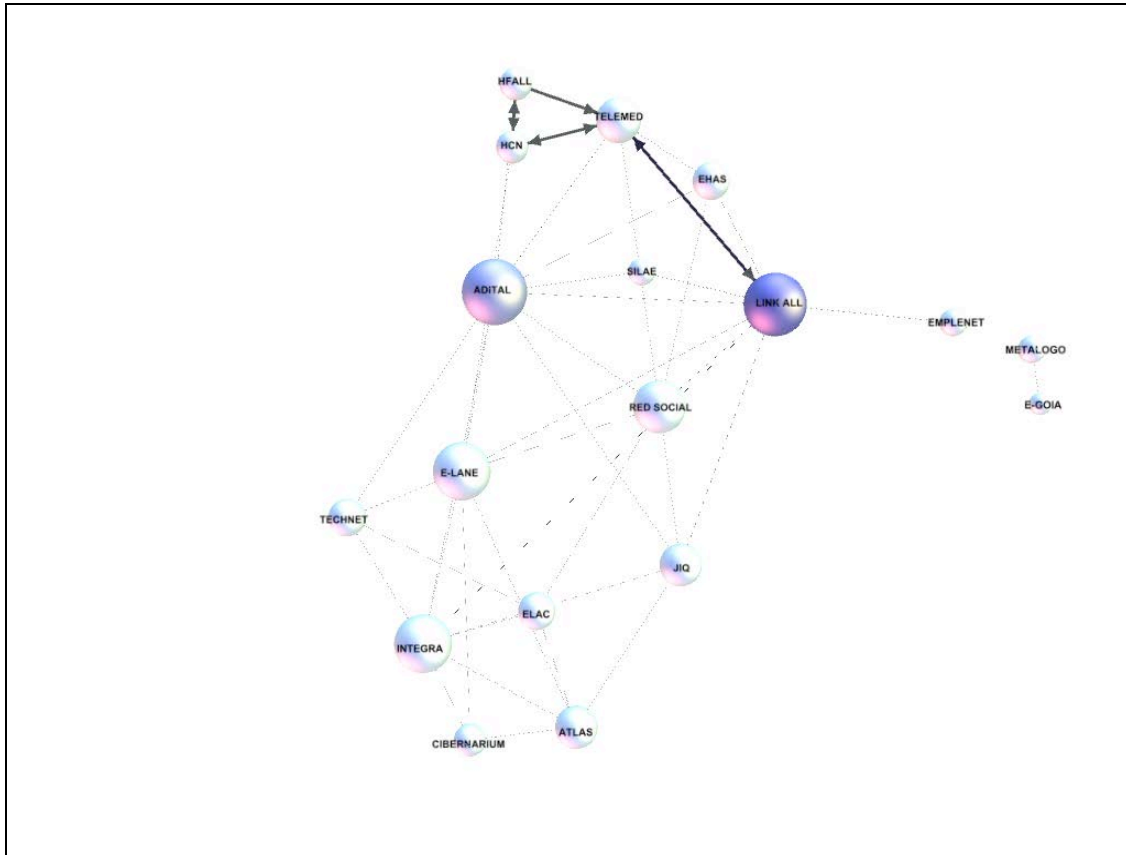 HFALL
TELEMED
HCN
EHAS
SILAE
ADITAL
LINK ALL
EMPLENET
METALOGO
E-GOIA
RED SOCIAL
E-LANE
TECHNET
JIQ
ELAC
INTEGRA
ATLAS
CIBERNARIUM